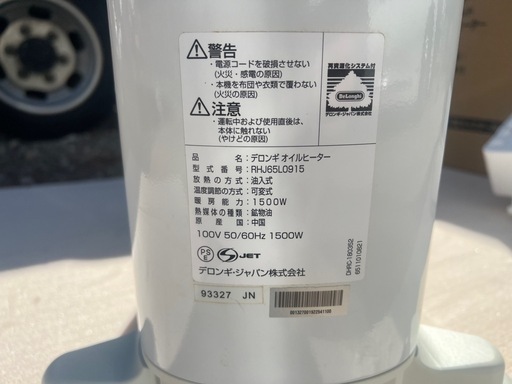 ⚠警告
・電源コードを破損させない
(火災・感電の原因)
・本機を布団や衣類で覆わない
(火災の原因)
⚠注意
・運転中および使用直後は、
本体に触れない
(やけどの原因)
再資源化システム付
DeLonghi
デロンギ・ジャパン株式会社
品名：デロンギ オイルヒーター
型式番号：RHJ65L0915
放熱の方式：油入式
温度調節の方式：可変式
暖房能力：1500W
熱媒体の種類：鉱物油
原産国：中国
100V 50/60Hz 1500W
PS
E
S JET
デロンギ・ジャパン株式会社
93327 JN
DHRC-180352
6511010821